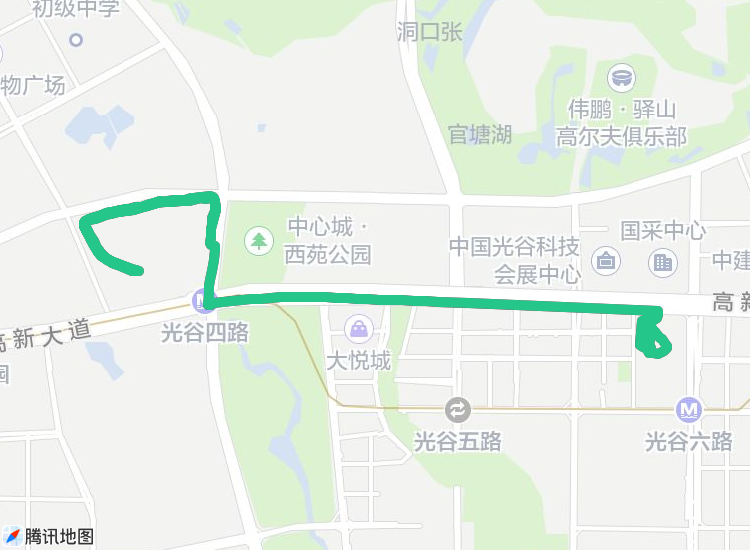 初级中学
洞口张
物广场
伟鹏·驿山
高尔夫俱乐部
官塘湖
中心城·
西苑公园
国采中心
中国光谷科技
会展中心
中建
高新
高新大道
光谷四路
大悦城
园
光谷五路
光谷六路
腾讯地图